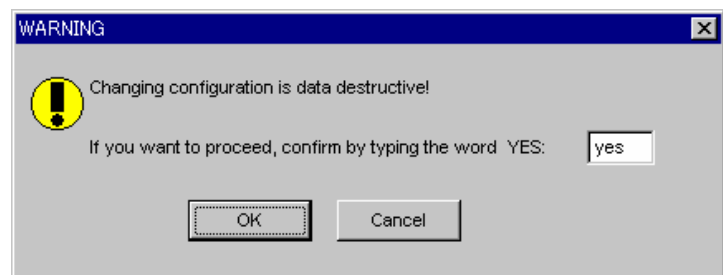 WARNING
Changing configuration is data destructive!
If you want to proceed, confirm by typing the word YES: yes
OK Cancel